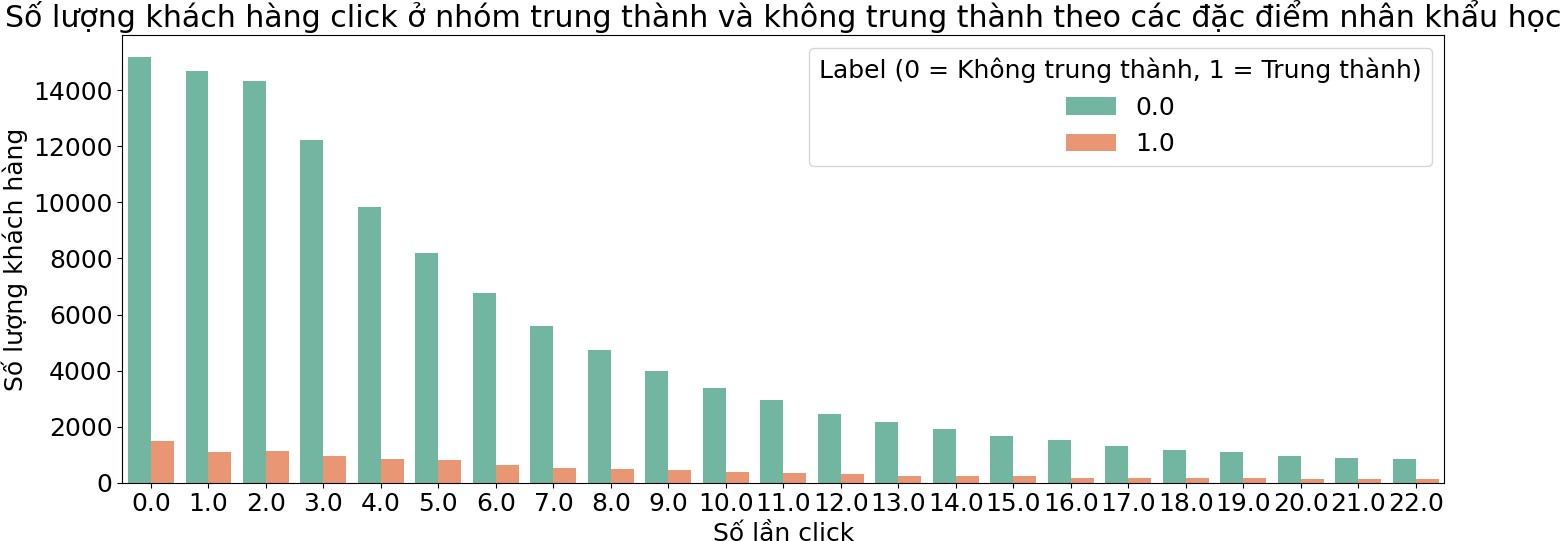 Số lượng khách hàng click ở nhóm trung thành và không trung thành theo các đặc điểm nhân khẩu học
Label (0 = Không trung thành, 1 = Trung thành)
0.0
1.0
Số lượng khách hàng
14000
12000
10000
8000
6000
4000
2000
0
0.0 1.0 2.0 3.0 4.0 5.0 6.0 7.0 8.0 9.0 10.0 11.0 12.0 13.0 14.0 15.0 16.0 17.0 18.0 19.0 20.0 21.0 22.0
Số lần click